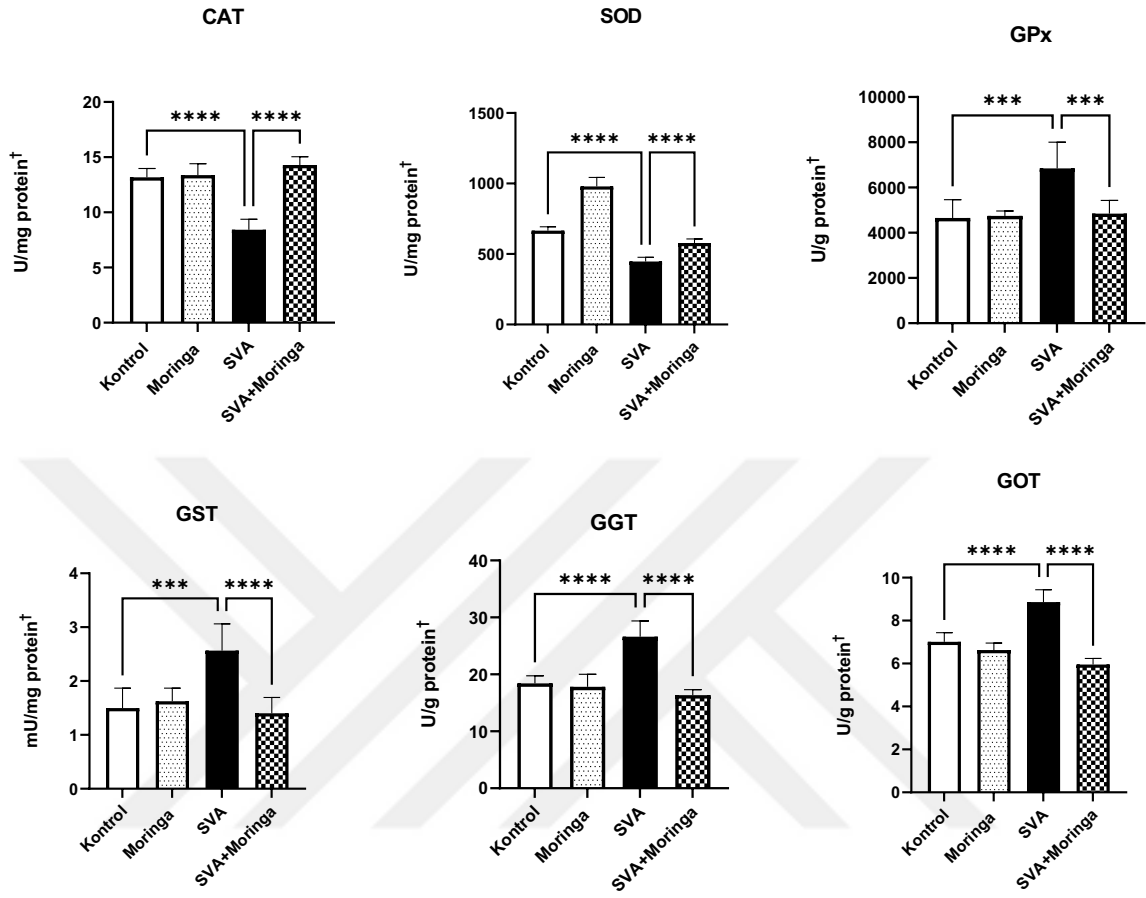 CAT
U/mg protein†
20
15
10
5
0
**** ****
Kontrol
Moringa
SVA
SVA+Moringa
SOD
U/mg protein†
1500
1000
500
0
**** ****
Kontrol
Moringa
SVA
SVA+Moringa
GPx
U/g protein†
10000
8000
6000
4000
2000
0
*** ***
Kontrol
Moringa
SVA
SVA+Moringa
GST
mU/mg protein†
4
3
2
1
0
*** ****
Kontrol
Moringa
SVA
SVA+Moringa
GGT
U/g protein†
40
30
20
10
0
**** ****
Kontrol
Moringa
SVA
SVA+Moringa
GOT
U/g protein†
10
8
6
4
2
0
**** ****
Kontrol
Moringa
SVA
SVA+Moringa